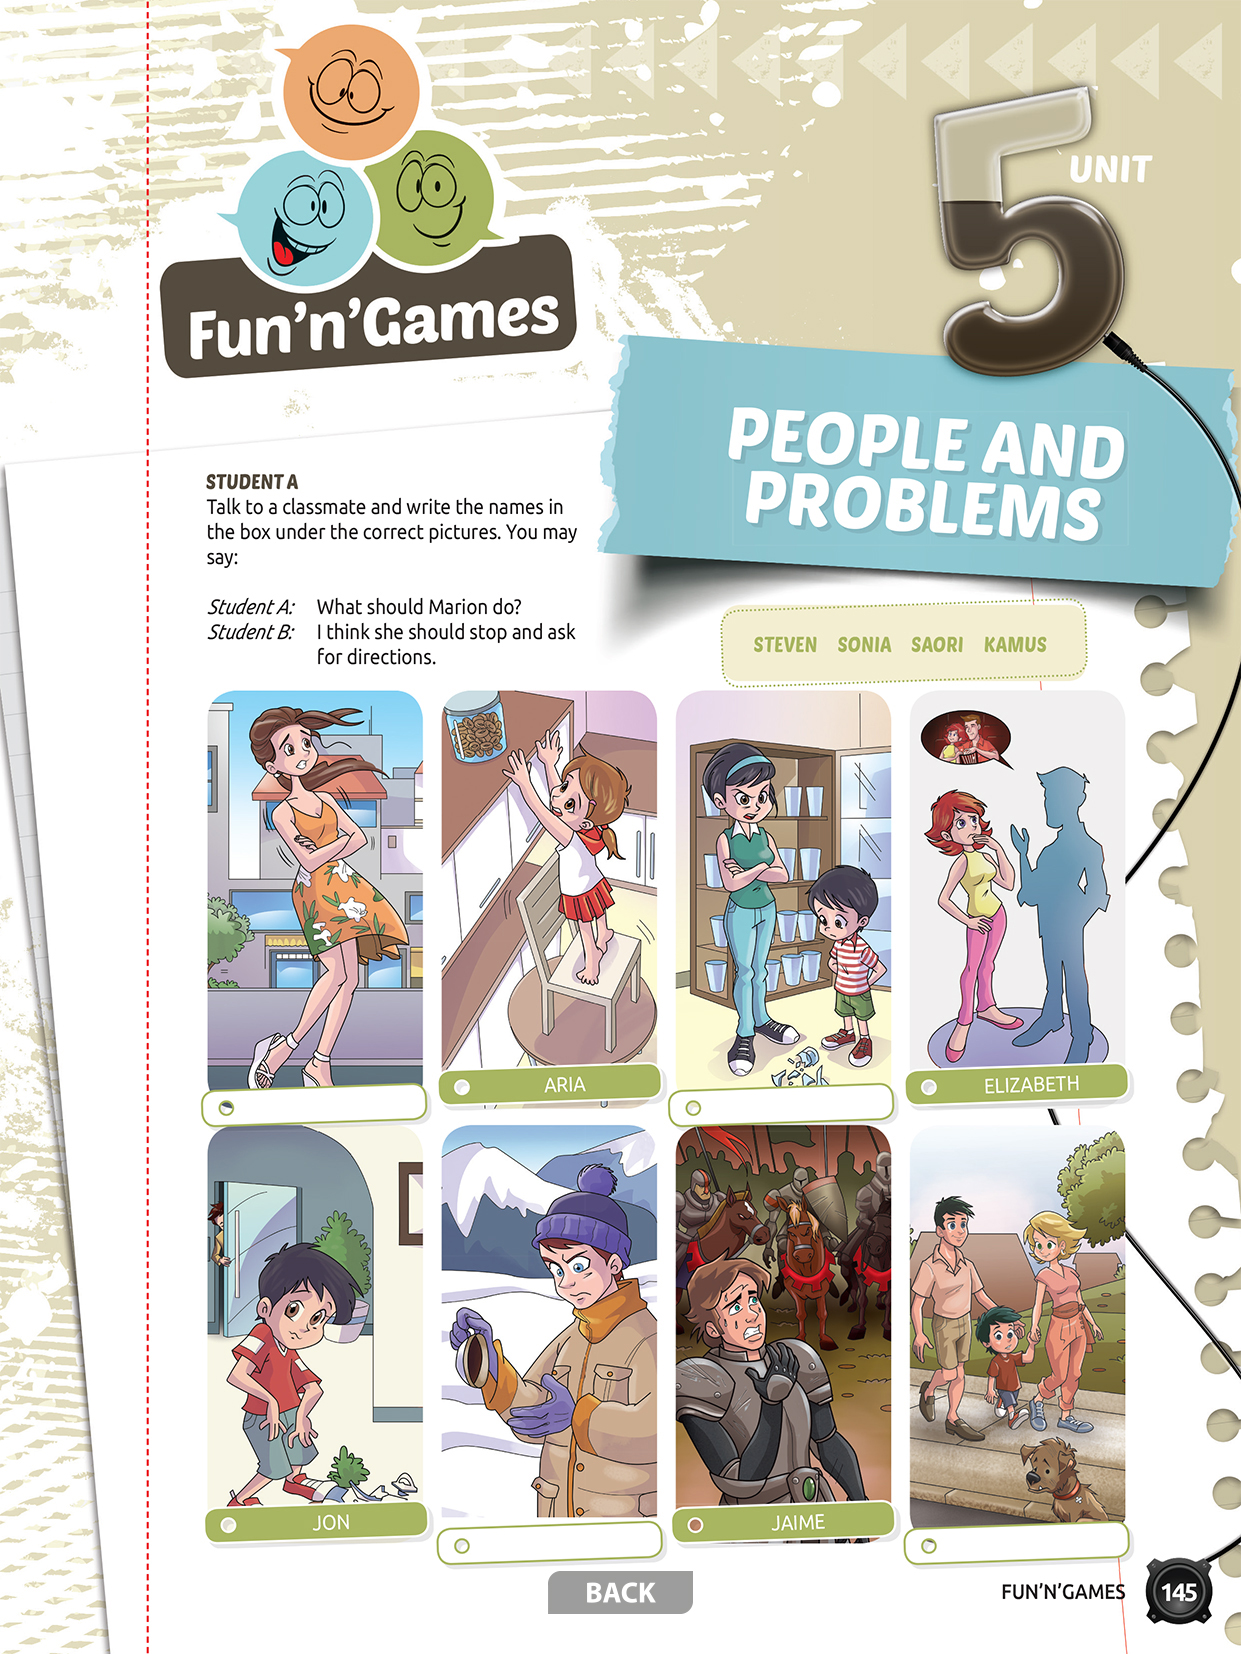 Fun'n'Games
5
UNIT
PEOPLE AND
PROBLEMS
STUDENT A
Talk to a classmate and write the names in
the box under the correct pictures. You may
say:
Student A: What should Marion do?
Student B: I think she should stop and ask
for directions.
STEVEN SONIA SAORI KAMUS
ARIA
ELIZABETH
JON
JAIME
BACK
FUN'N'GAMES 145